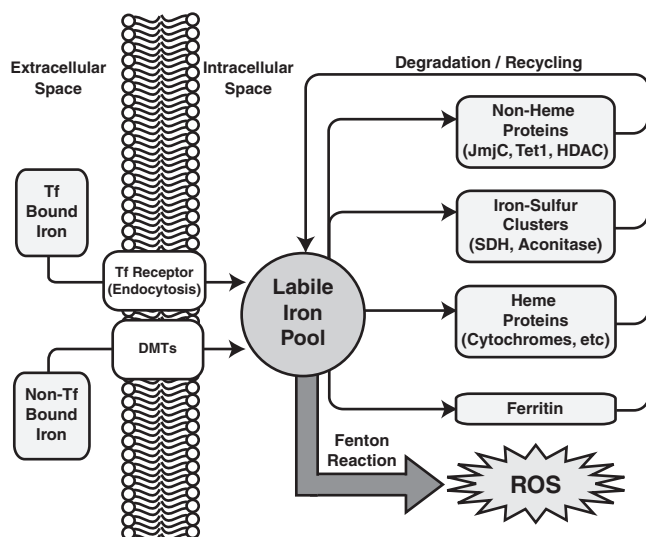 Extracellular
Space
Intracellular
Space
Degradation / Recycling
Non-Heme
Proteins
(JmjC, Tet1, HDAC)
Tf
Bound
Iron
Iron-Sulfur
Clusters
(SDH, Aconitase)
Tf Receptor
(Endocytosis)
Labile
Iron
Pool
Heme
Proteins
(Cytochromes, etc)
DMTs
Non-Tf
Bound
Iron
Ferritin
Fenton
Reaction
ROS